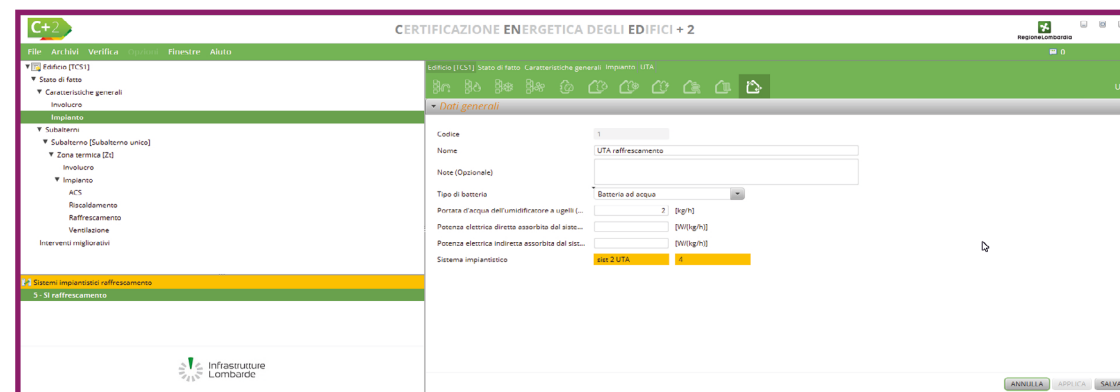 C+2
CERTIFICAZIONE ENERGETICA DEGLI EDIFICI + 2
RegioneLombardia
File Archivi Verifica Opzioni Finestre Aiuto
0
Edificio [TCS1]
Stato di fatto
Caratteristiche generali
Involucro
Impianto
Subalterni
Subalterno [Subalterno unico]
Zona termica [Zt]
Involucro
Impianto
ACS
Riscaldamento
Raffrescamento
Ventilazione
Interventi migliorativi
Sistemi impiantistici raffrescamento
5 - SI raffrescamento
Infrastrutture
Lombarde
Edificio [TCS1] Stato di fatto Caratteristiche generali Impianto UTA
U
Dati generali
Codice 1
Nome UTA raffrescamento
Note (Opzionale)
Tipo di batteria Batteria ad acqua
Portata d'acqua dell'umidificatore a ugelli (... 2 [kg/h]
Potenza elettrica diretta assorbita dal siste... [W/(kg/h)]
Potenza elettrica indiretta assorbita dal sist... [W/(kg/h)]
Sistema impiantistico sist 2 UTA 4
ANNULLA APPLICA SALVA